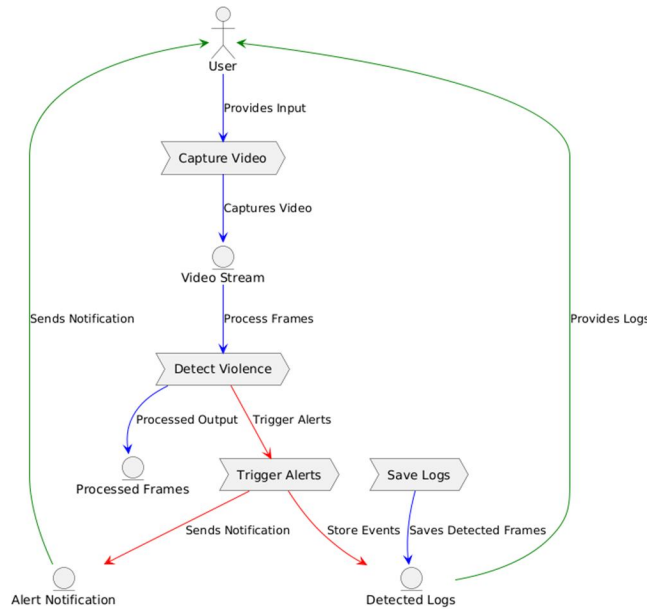 User
Provides Input
Capture Video
Captures Video
Video Stream
Sends Notification
Process Frames
Provides Logs
Detect Violence
Processed Output
Trigger Alerts
Processed Frames
Trigger Alerts
Save Logs
Sends Notification
Store Events
Saves Detected Frames
Alert Notification
Detected Logs